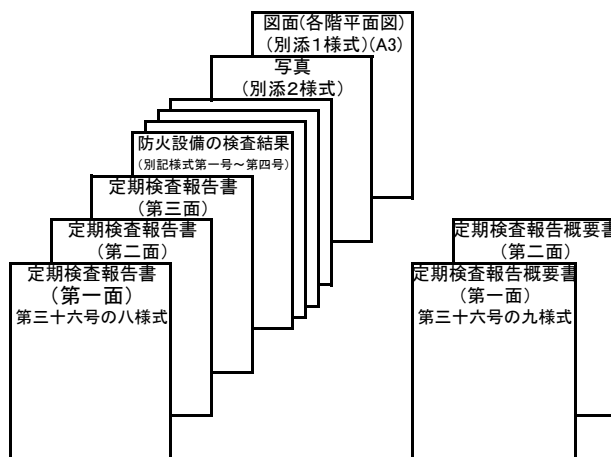 図面(各階平面図)
(別添1様式)(A3)
写真
(別添2様式)
防火設備の検査結果
(別記様式第一号～第四号)
定期検査報告書
(第三面)
定期検査報告書
(第二面)
定期検査報告書
(第一面)
第三十六号の八様式
定期検査報告概要書
(第二面)
定期検査報告概要書
(第一面)
第三十六号の九様式